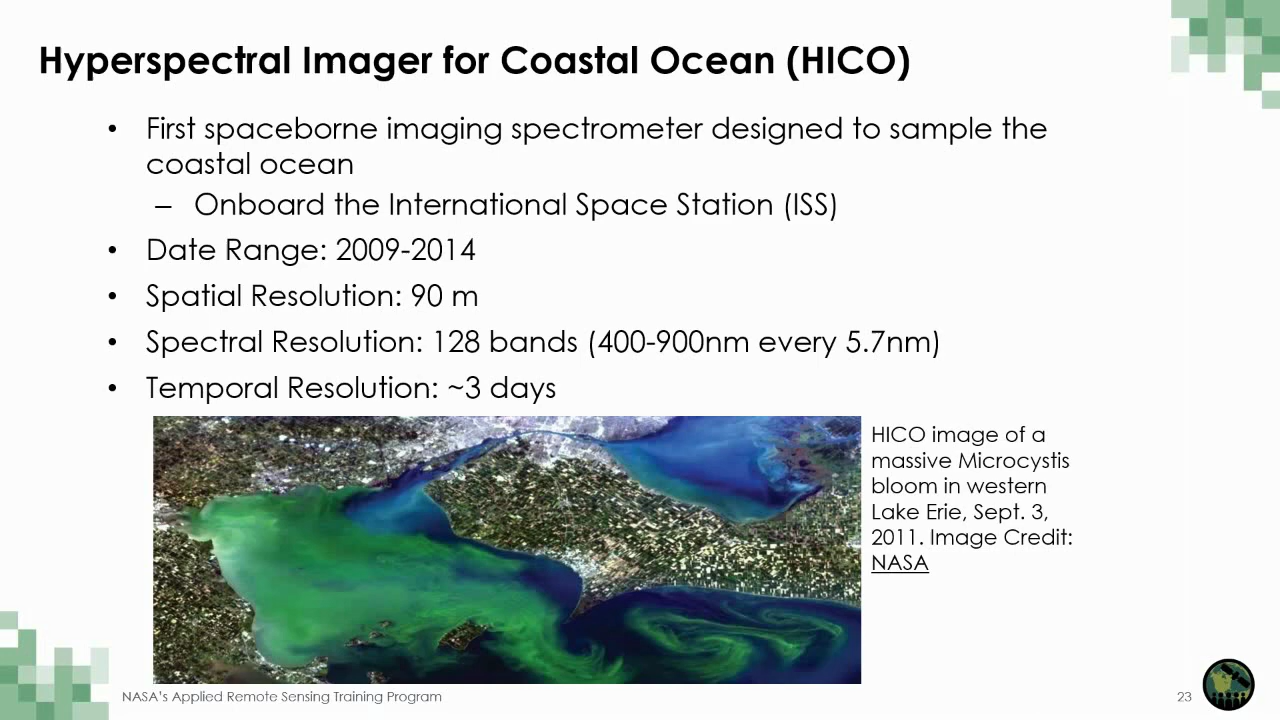 Hyperspectral Imager for Coastal Ocean (HICO)
• First spaceborne imaging spectrometer designed to sample the
coastal ocean
– Onboard the International Space Station (ISS)
• Date Range: 2009-2014
• Spatial Resolution: 90 m
• Spectral Resolution: 128 bands (400-900nm every 5.7nm)
• Temporal Resolution: ~3 days
HICO image of a
massive Microcystis
bloom in western
Lake Erie, Sept. 3,
2011. Image Credit:
NASA
NASA's Applied Remote Sensing Training Program
23